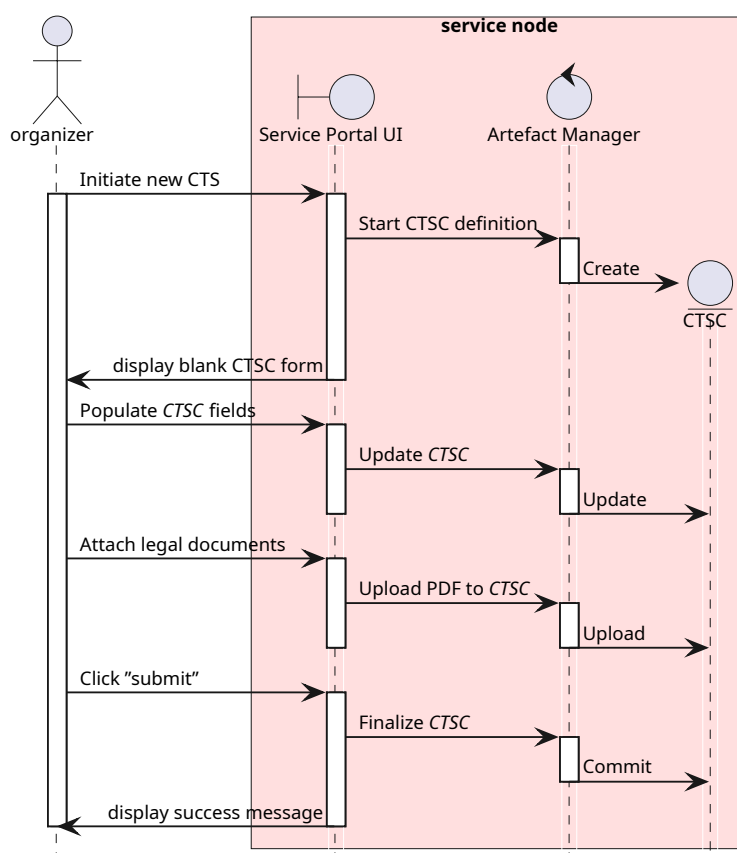 service node
organizer
Service Portal UI
Artefact Manager
Initiate new CTS
Start CTSC definition
Create
CTSC
display blank CTSC form
Populate CTSC fields
Update CTSC
Update
Attach legal documents
Upload PDF to CTSC
Upload
Click ”submit”
Finalize CTSC
Commit
display success message